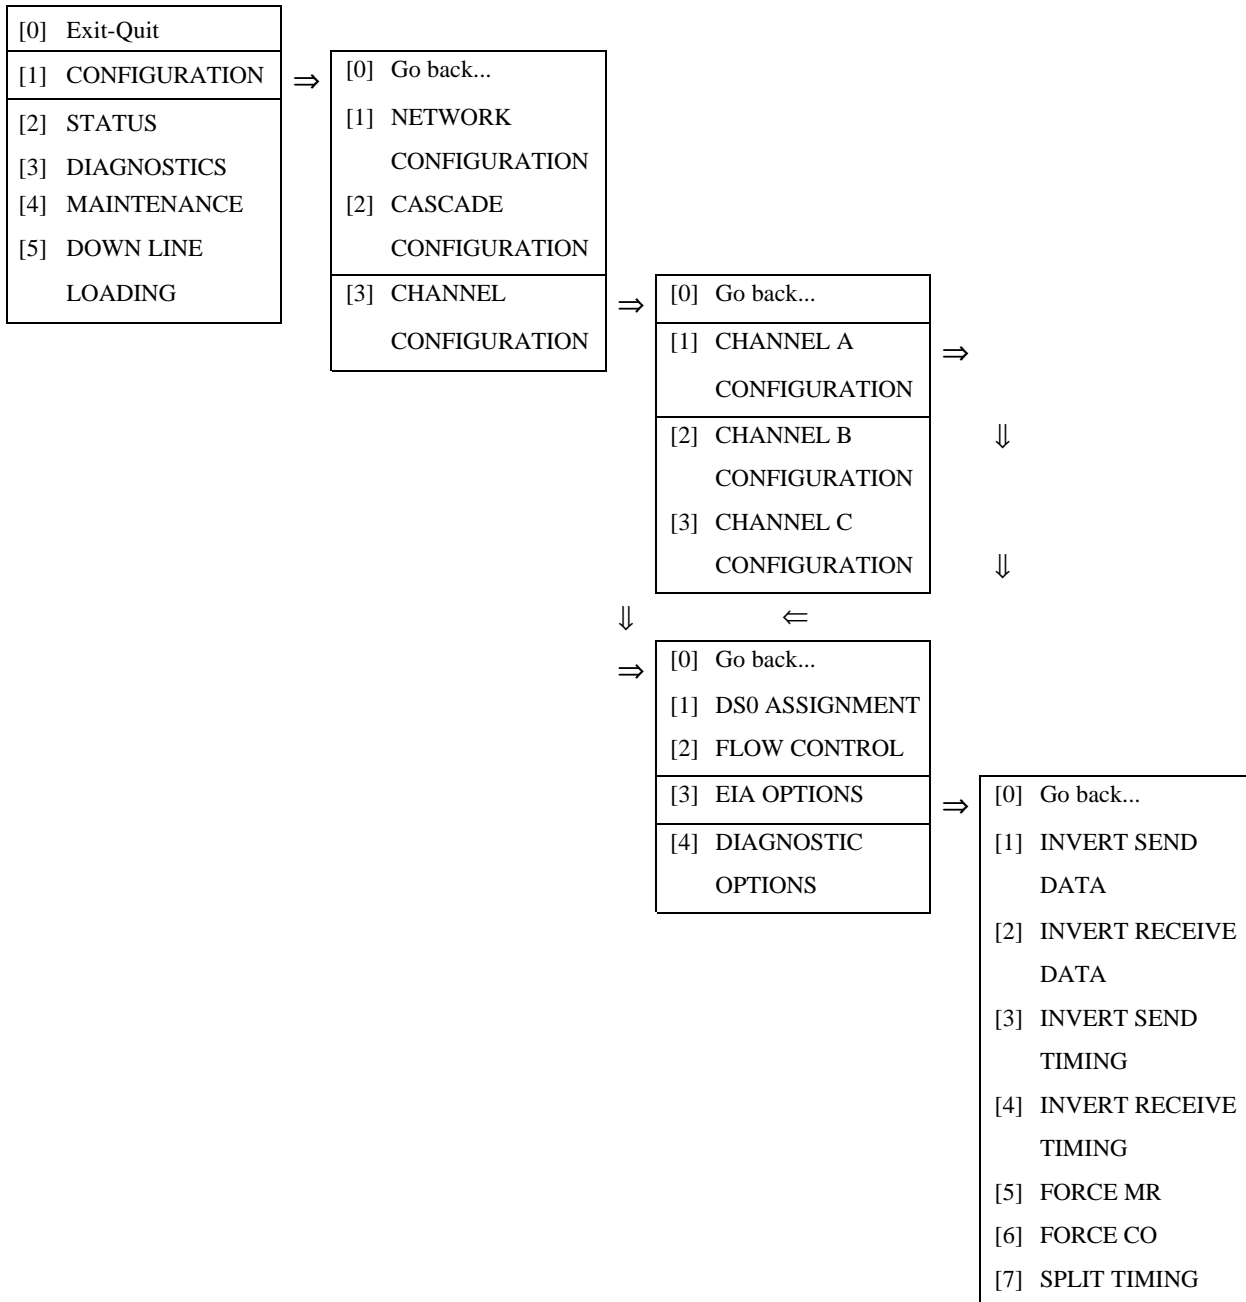 [0] Exit-Quit
[1] CONFIGURATION ⇒
[2] STATUS
[3] DIAGNOSTICS
[4] MAINTENANCE
[5] DOWN LINE
LOADING
[0] Go back...
[1] NETWORK
CONFIGURATION
[2] CASCADE
CONFIGURATION
[3] CHANNEL
CONFIGURATION
⇒
[0] Go back...
[1] CHANNEL A
CONFIGURATION
⇒
[2] CHANNEL B
CONFIGURATION
⇓
[3] CHANNEL C
CONFIGURATION
⇓
⇓ ⇐
⇒
[0] Go back...
[1] DS0 ASSIGNMENT
[2] FLOW CONTROL
[3] EIA OPTIONS ⇒
[4] DIAGNOSTIC
OPTIONS
[0] Go back...
[1] INVERT SEND
DATA
[2] INVERT RECEIVE
DATA
[3] INVERT SEND
TIMING
[4] INVERT RECEIVE
TIMING
[5] FORCE MR
[6] FORCE CO
[7] SPLIT TIMING